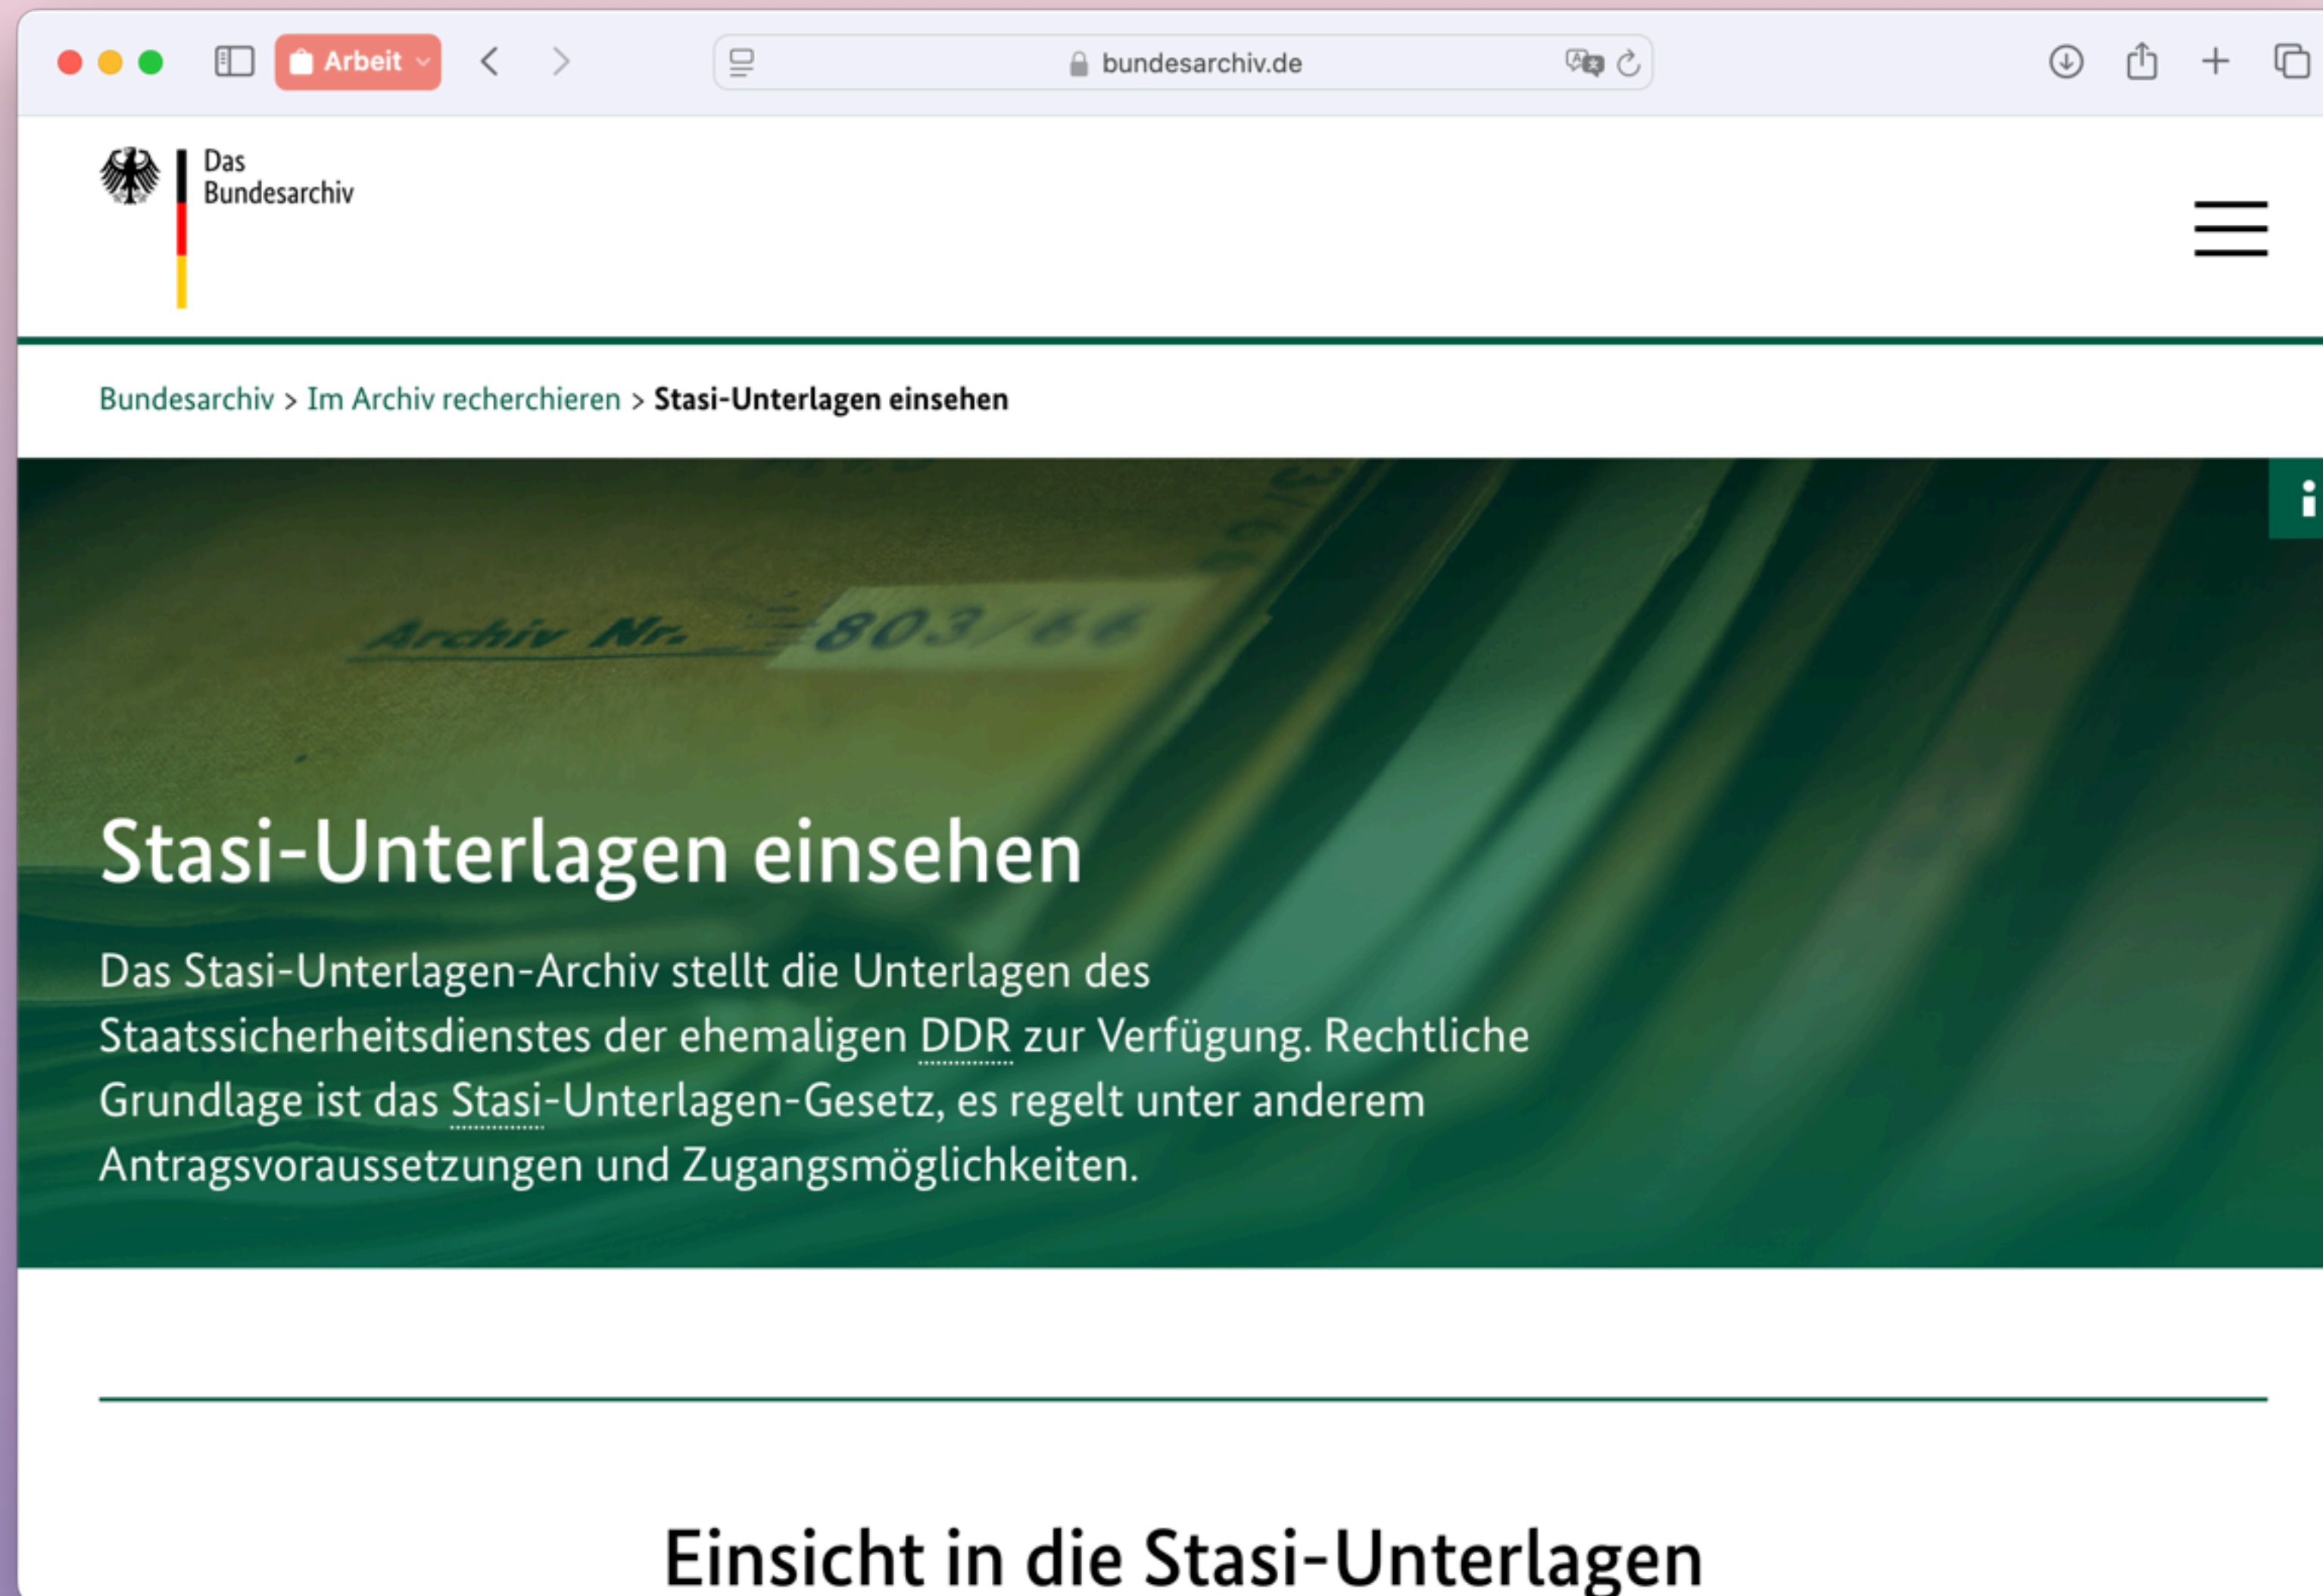 Arbeit
bundesarchiv.de
Das
Bundesarchiv
Bundesarchiv > Im Archiv recherchieren > Stasi-Unterlagen einsehen
Archiv Nr. 803/66
Stasi-Unterlagen einsehen
Das Stasi-Unterlagen-Archiv stellt die Unterlagen des
Staatssicherheitsdienstes der ehemaligen DDR zur Verfügung. Rechtliche
Grundlage ist das Stasi-Unterlagen-Gesetz, es regelt unter anderem
Antragsvoraussetzungen und Zugangsmöglichkeiten.
Einsicht in die Stasi-Unterlagen